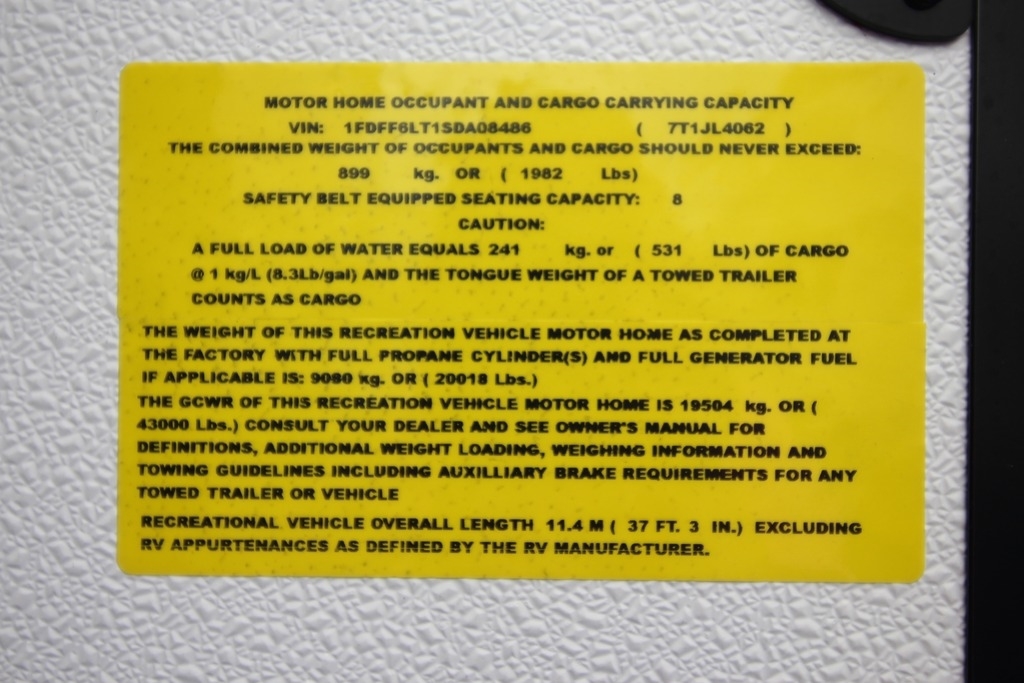 MOTOR HOME OCCUPANT AND CARGO CARRYING CAPACITY
VIN: 1FDFF6LT1SDA08486 ( 7T1JL4062 )
THE COMBINED WEIGHT OF OCCUPANTS AND CARGO SHOULD NEVER EXCEED:
899 kg. OR ( 1982 Lbs)
SAFETY BELT EQUIPPED SEATING CAPACITY: 8
CAUTION:
A FULL LOAD OF WATER EQUALS 241 kg. or ( 531 Lbs) OF CARGO
@ 1 kg/L (8.3Lb/gal) AND THE TONGUE WEIGHT OF A TOWED TRAILER
COUNTS AS CARGO
THE WEIGHT OF THIS RECREATION VEHICLE MOTOR HOME AS COMPLETED AT
THE FACTORY WITH FULL PROPANE CYLINDER(S) AND FULL GENERATOR FUEL
IF APPLICABLE IS: 9080 kg. OR ( 20018 Lbs.)
THE GCWR OF THIS RECREATION VEHICLE MOTOR HOME IS 19504 kg. OR (
43000 Lbs.) CONSULT YOUR DEALER AND SEE OWNER'S MANUAL FOR
DEFINITIONS, ADDITIONAL WEIGHT LOADING, WEIGHING INFORMATION AND
TOWING GUIDELINES INCLUDING AUXILLIARY BRAKE REQUIREMENTS FOR ANY
TOWED TRAILER OR VEHICLE
RECREATIONAL VEHICLE OVERALL LENGTH 11.4 M ( 37 FT. 3 IN.) EXCLUDING
RV APPURTENANCES AS DEFINED BY THE RV MANUFACTURER.